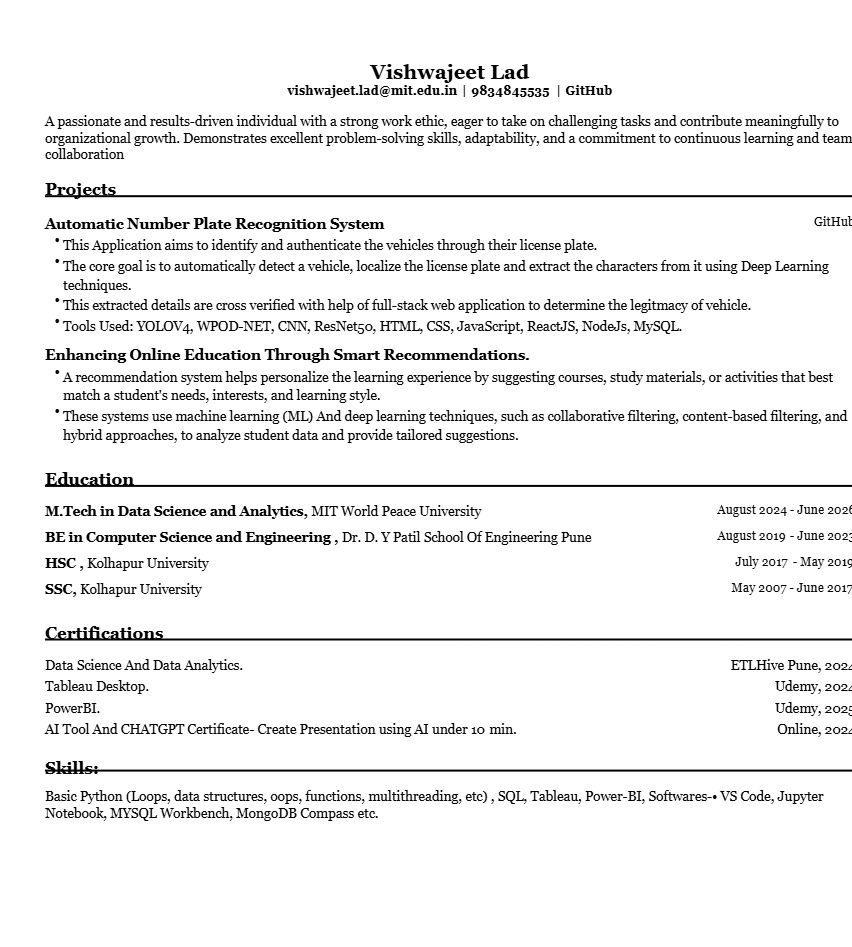 Vishwajeet Lad
vishwajeet.lad@mit.edu.in | 9834845535 | GitHub
A passionate and results-driven individual with a strong work ethic, eager to take on challenging tasks and contribute meaningfully to
organizational growth. Demonstrates excellent problem-solving skills, adaptability, and a commitment to continuous learning and team
collaboration
Projects
Automatic Number Plate Recognition System GitHub
• This Application aims to identify and authenticate the vehicles through their license plate.
• The core goal is to automatically detect a vehicle, localize the license plate and extract the characters from it using Deep Learning
techniques.
• This extracted details are cross verified with help of full-stack web application to determine the legitmacy of vehicle.
• Tools Used: YOLOV4, WPOD-NET, CNN, ResNet50, HTML, CSS, JavaScript, ReactJS, NodeJs, MySQL.
Enhancing Online Education Through Smart Recommendations.
• A recommendation system helps personalize the learning experience by suggesting courses, study materials, or activities that best
match a student's needs, interests, and learning style.
• These systems use machine learning (ML) And deep learning techniques, such as collaborative filtering, content-based filtering, and
hybrid approaches, to analyze student data and provide tailored suggestions.
Education
M.Tech in Data Science and Analytics, MIT World Peace University August 2024 - June 2026
BE in Computer Science and Engineering , Dr. D. Y Patil School Of Engineering Pune August 2019 - June 2023
HSC , Kolhapur University July 2017 - May 2019
SSC, Kolhapur University May 2007 - June 2017
Certifications
Data Science And Data Analytics. ETLHive Pune, 2024
Tableau Desktop. Udemy, 2024
PowerBI. Udemy, 2025
AI Tool And CHATGPT Certificate- Create Presentation using AI under 10 min. Online, 2024
Skills:
Basic Python (Loops, data structures, oops, functions, multithreading, etc) , SQL, Tableau, Power-BI, Softwares-• VS Code, Jupyter
Notebook, MYSQL Workbench, MongoDB Compass etc.